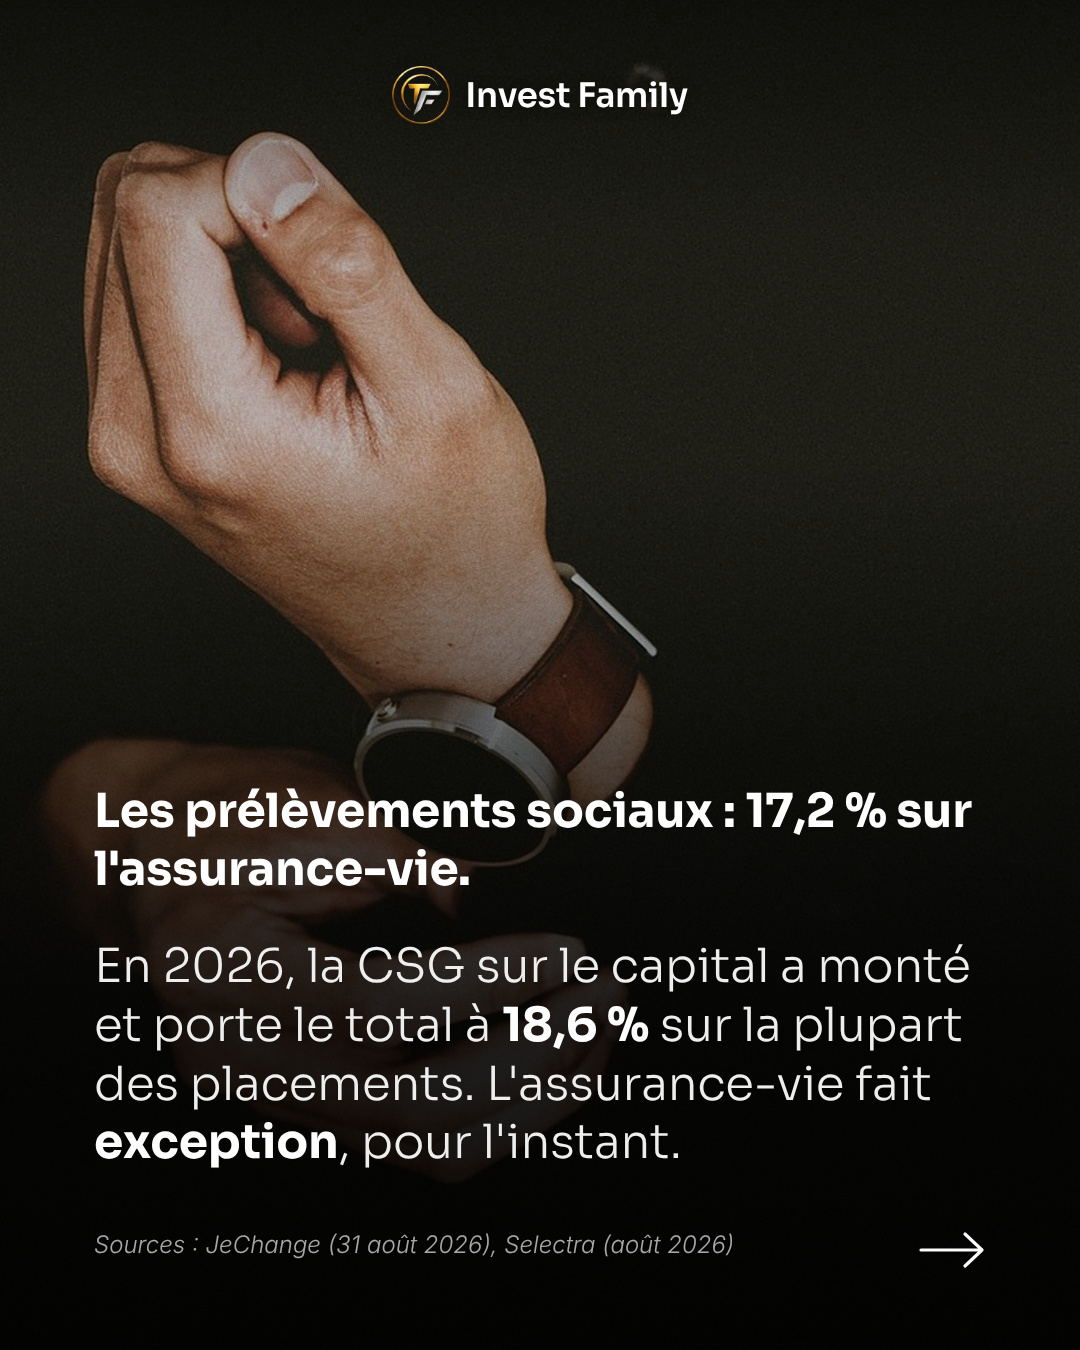 Invest Family
Les prélèvements sociaux : 17,2 % sur
l'assurance-vie.
En 2026, la CSG sur le capital a monté
et porte le total à 18,6 % sur la plupart
des placements. L'assurance-vie fait
exception, pour l'instant.
Sources : JeChange (31 août 2026), Selectra (août 2026)